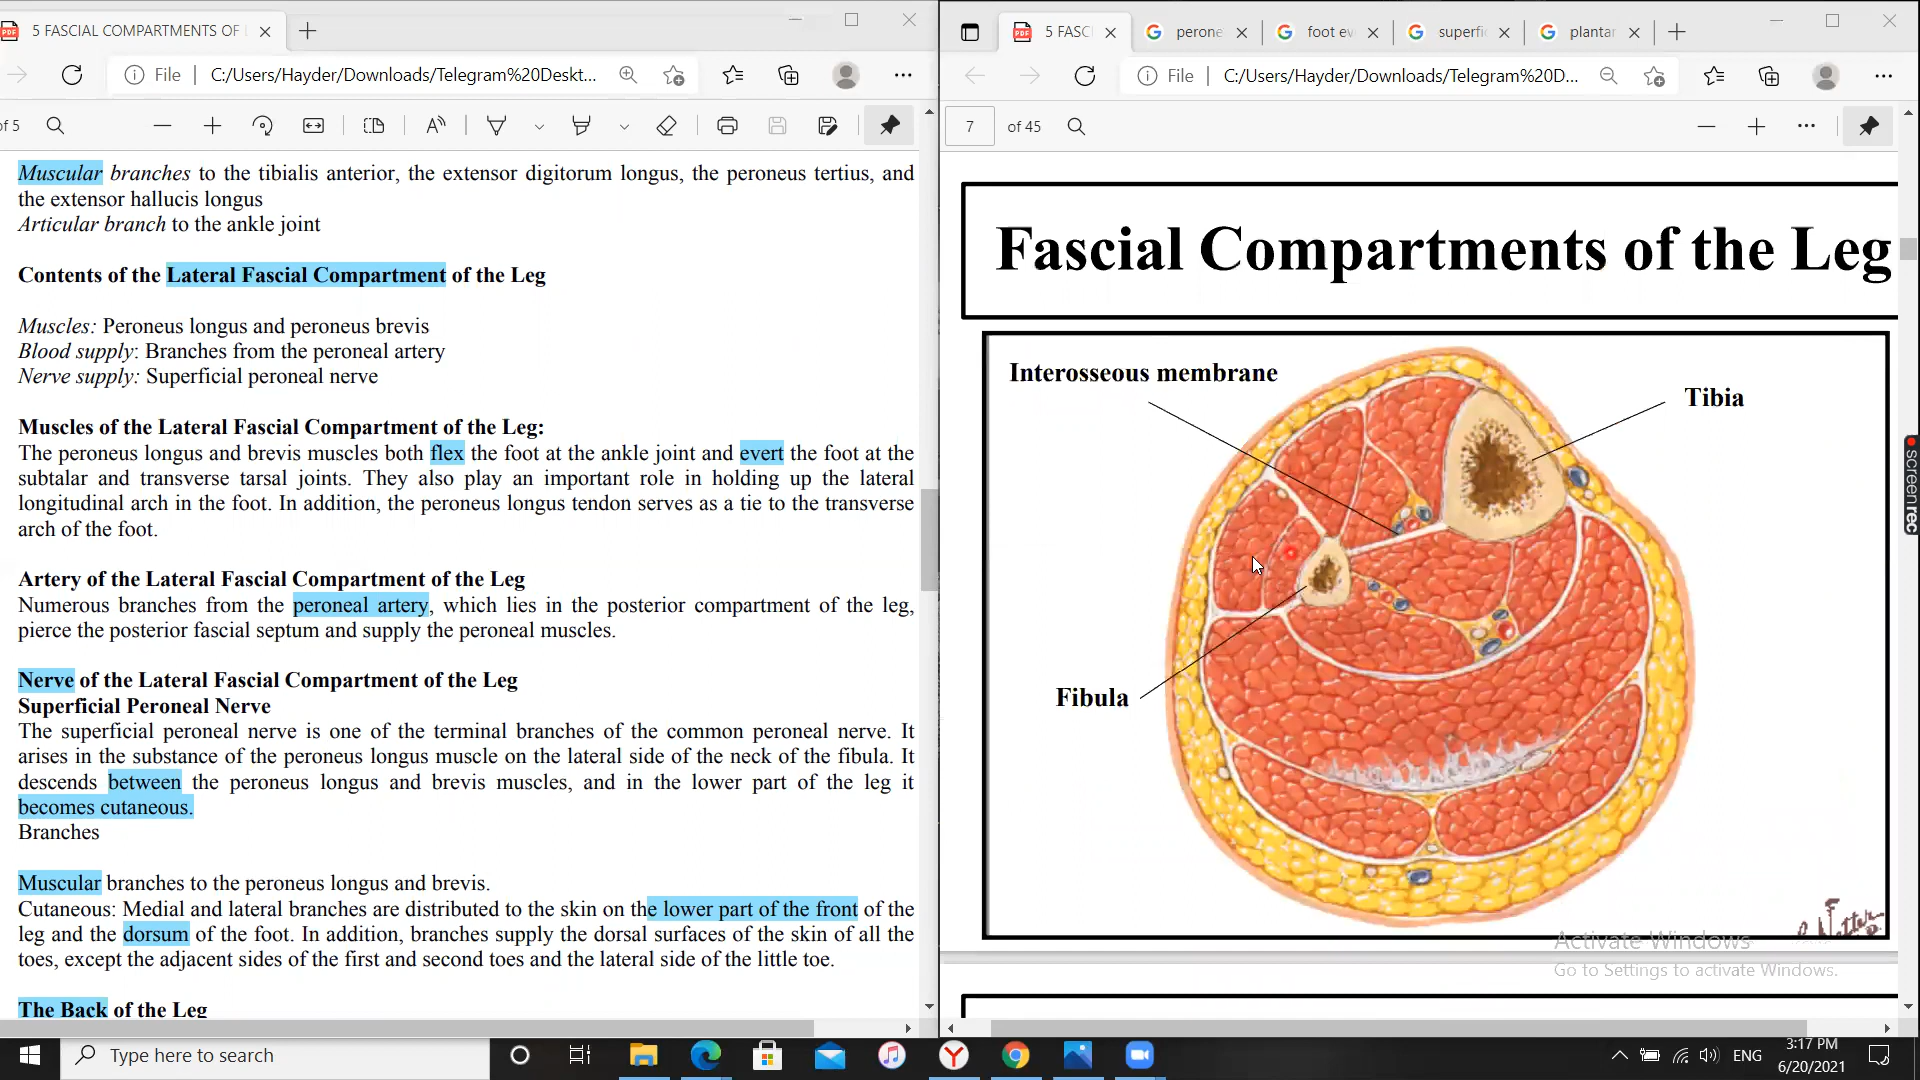 5 FASCIAL COMPARTMENTS OF L
File
C:/Users/Hayder/Downloads/Telegram%20Deskt...
of 5
Muscular branches to the tibialis anterior, the extensor digitorum longus, the peroneus tertius, and
the extensor hallucis longus
Articular branch to the ankle joint
Contents of the Lateral Fascial Compartment of the Leg
Muscles: Peroneus longus and peroneus brevis
Blood supply: Branches from the peroneal artery
Nerve supply: Superficial peroneal nerve
Muscles of the Lateral Fascial Compartment of the Leg:
The peroneus longus and brevis muscles both flex the foot at the ankle joint and evert the foot at the
subtalar and transverse tarsal joints. They also play an important role in holding up the lateral
longitudinal arch in the foot. In addition, the peroneus longus tendon serves as a tie to the transverse
arch of the foot.
Artery of the Lateral Fascial Compartment of the Leg
Numerous branches from the peroneal artery, which lies in the posterior compartment of the leg,
pierce the posterior fascial septum and supply the peroneal muscles.
Nerve of the Lateral Fascial Compartment of the Leg
Superficial Peroneal Nerve
The superficial peroneal nerve is one of the terminal branches of the common peroneal nerve. It
arises in the substance of the peroneus longus muscle on the lateral side of the neck of the fibula. It
descends between the peroneus longus and brevis muscles, and in the lower part of the leg it
becomes cutaneous.
Branches
Muscular branches to the peroneus longus and brevis.
Cutaneous: Medial and lateral branches are distributed to the skin on the lower part of the front of the
leg and the dorsum of the foot. In addition, branches supply the dorsal surfaces of the skin of all the
toes, except the adjacent sides of the first and second toes and the lateral side of the little toe.
The Back of the Leg
5 FASCI
perone
foot ev
superfi
plantar
File
C:/Users/Hayder/Downloads/Telegram%20D...
7
of 45
Fascial Compartments of the Leg
Interosseous membrane
Tibia
Fibula
Activate Windows
Go to Settings to activate Windows.
screenrec
Type here to search
ENG
3:17 PM
6/20/2021